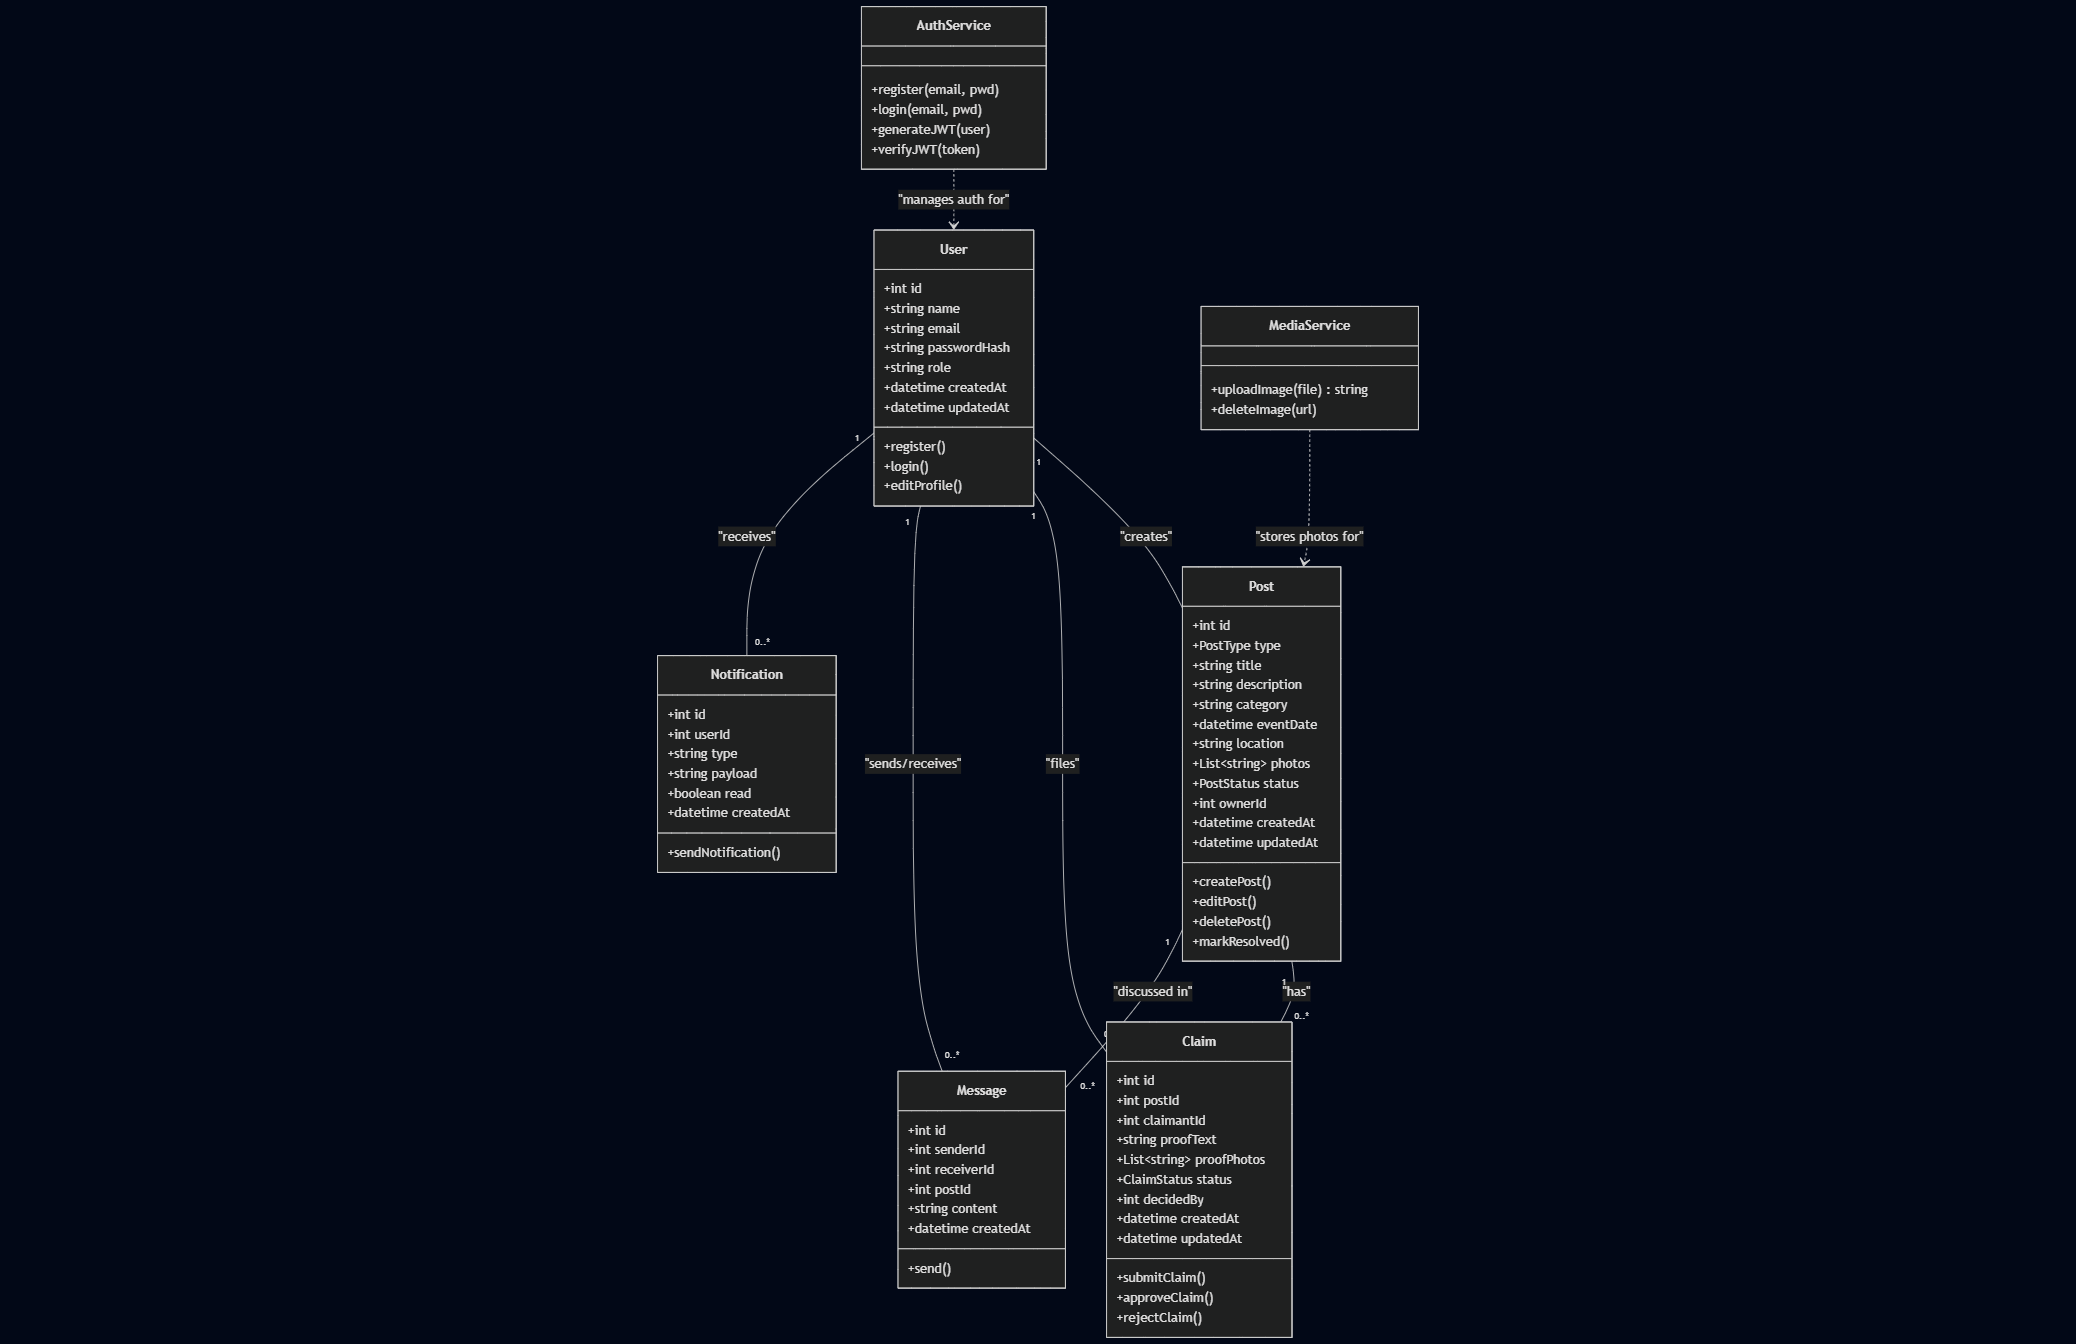 AuthService
+register(email, pwd)
+login(email, pwd)
+generateJWT(user)
+verifyJWT(token)
"manages auth for"
User
+int id
+string name
+string email
+string passwordHash
+string role
+datetime createdAt
+datetime updatedAt
+register()
+login()
+editProfile()
MediaService
+uploadImage(file) : string
+deleteImage(url)
1
1
1
1
"receives"
"creates"
"stores photos for"
0..*
Notification
+int id
+int userId
+string type
+string payload
+boolean read
+datetime createdAt
+sendNotification()
"sends/receives"
"files"
Post
+int id
+PostType type
+string title
+string description
+string category
+datetime eventDate
+string location
+List<string> photos
+PostStatus status
+int ownerId
+datetime createdAt
+datetime updatedAt
+createPost()
+editPost()
+deletePost()
+markResolved()
1
1
"discussed in"
"has"
0..*
0..*
0..*
Message
+int id
+int senderId
+int receiverId
+int postId
+string content
+datetime createdAt
+send()
Claim
+int id
+int postId
+int claimantId
+string proofText
+List<string> proofPhotos
+ClaimStatus status
+int decidedBy
+datetime createdAt
+datetime updatedAt
+submitClaim()
+approveClaim()
+rejectClaim()